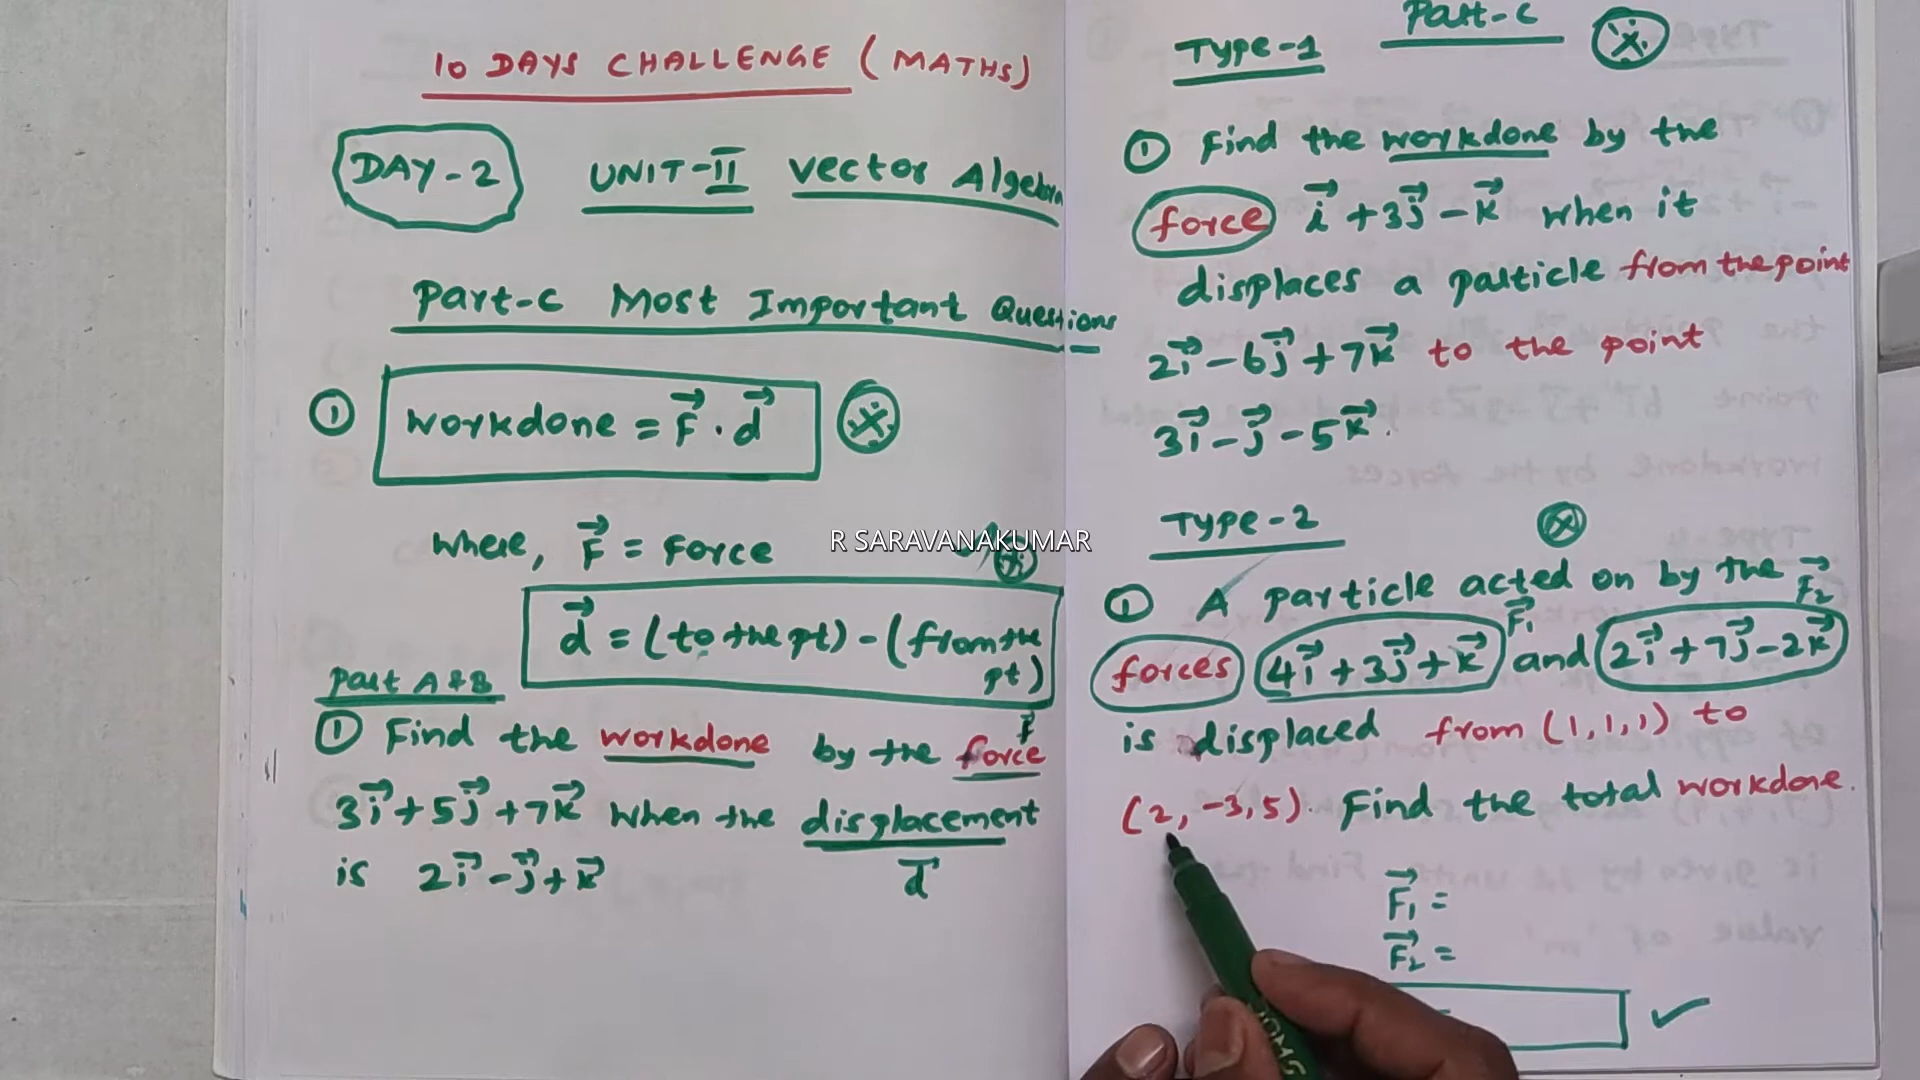 10 DAYS CHALLENGE (MATHS)
DAY-2 UNIT-II Vector Algebra
Part-C Most Important Questions
① workdone = F⃗ · d⃗
where, F⃗ = Force
d⃗ = (to the pt) - (from the pt)
Part A & B
① Find the workdone by the force F⃗
3i⃗ + 5j⃗ + 7k⃗ when the displacement
is 2i⃗ - j⃗ + k⃗ d⃗
R SARAVANAKUMAR
Part-C
TYPE-1
① Find the workdone by the
force i⃗ + 3j⃗ - k⃗ when it
displaces a particle from the point
2i⃗ - 6j⃗ + 7k⃗ to the point
3i⃗ - j⃗ - 5k⃗.
TYPE-2
① A particle acted on by the
forces 4i⃗ + 3j⃗ + k⃗ F⃗₁ and 2i⃗ + 7j⃗ - 2k⃗ F⃗₂
is displaced from (1,1,1) to
(2,-3,5). Find the total workdone.
F⃗₁ =
F⃗₂ =